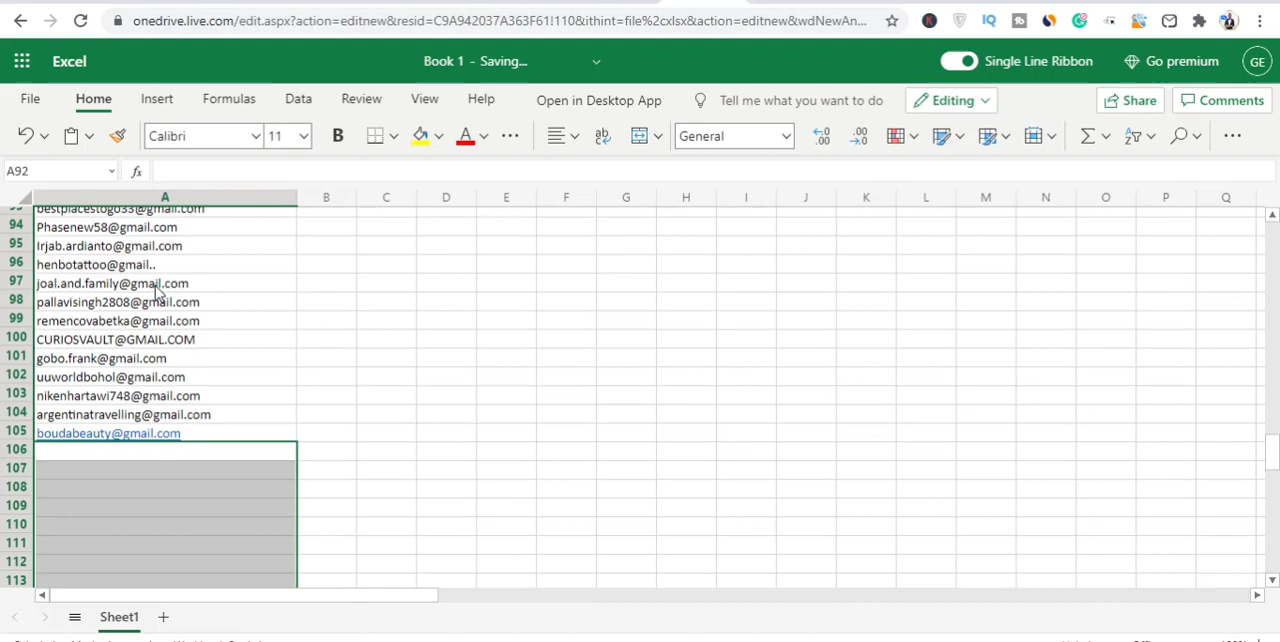 onedrive.live.com/edit.aspx?action=editnew&resid=C9A942037A363F61!110&ithint=file%2cxlsx&action=editnew&wdNewAn...
Excel
Book 1 - Saving...
Single Line Ribbon
Go premium
GE
File
Home
Insert
Formulas
Data
Review
View
Help
Open in Desktop App
Tell me what you want to do
Editing
Share
Comments
Calibri
11
B
A
General
A92
fx
A B C D E F G H I J K L M N O P Q
bestplacestogo33@gmail.com
94 Phasenew58@gmail.com
95 Irjab.ardianto@gmail.com
96 henbotattoo@gmail..
97 joal.and.family@gmail.com
98 pallavisingh2808@gmail.com
99 remencovabetka@gmail.com
100 CURIOSVAULT@GMAIL.COM
101 gobo.frank@gmail.com
102 uuworldbohol@gmail.com
103 nikenhartawi748@gmail.com
104 argentinatravelling@gmail.com
105 boudabeauty@gmail.com
106
107
108
109
110
111
112
113
Sheet1